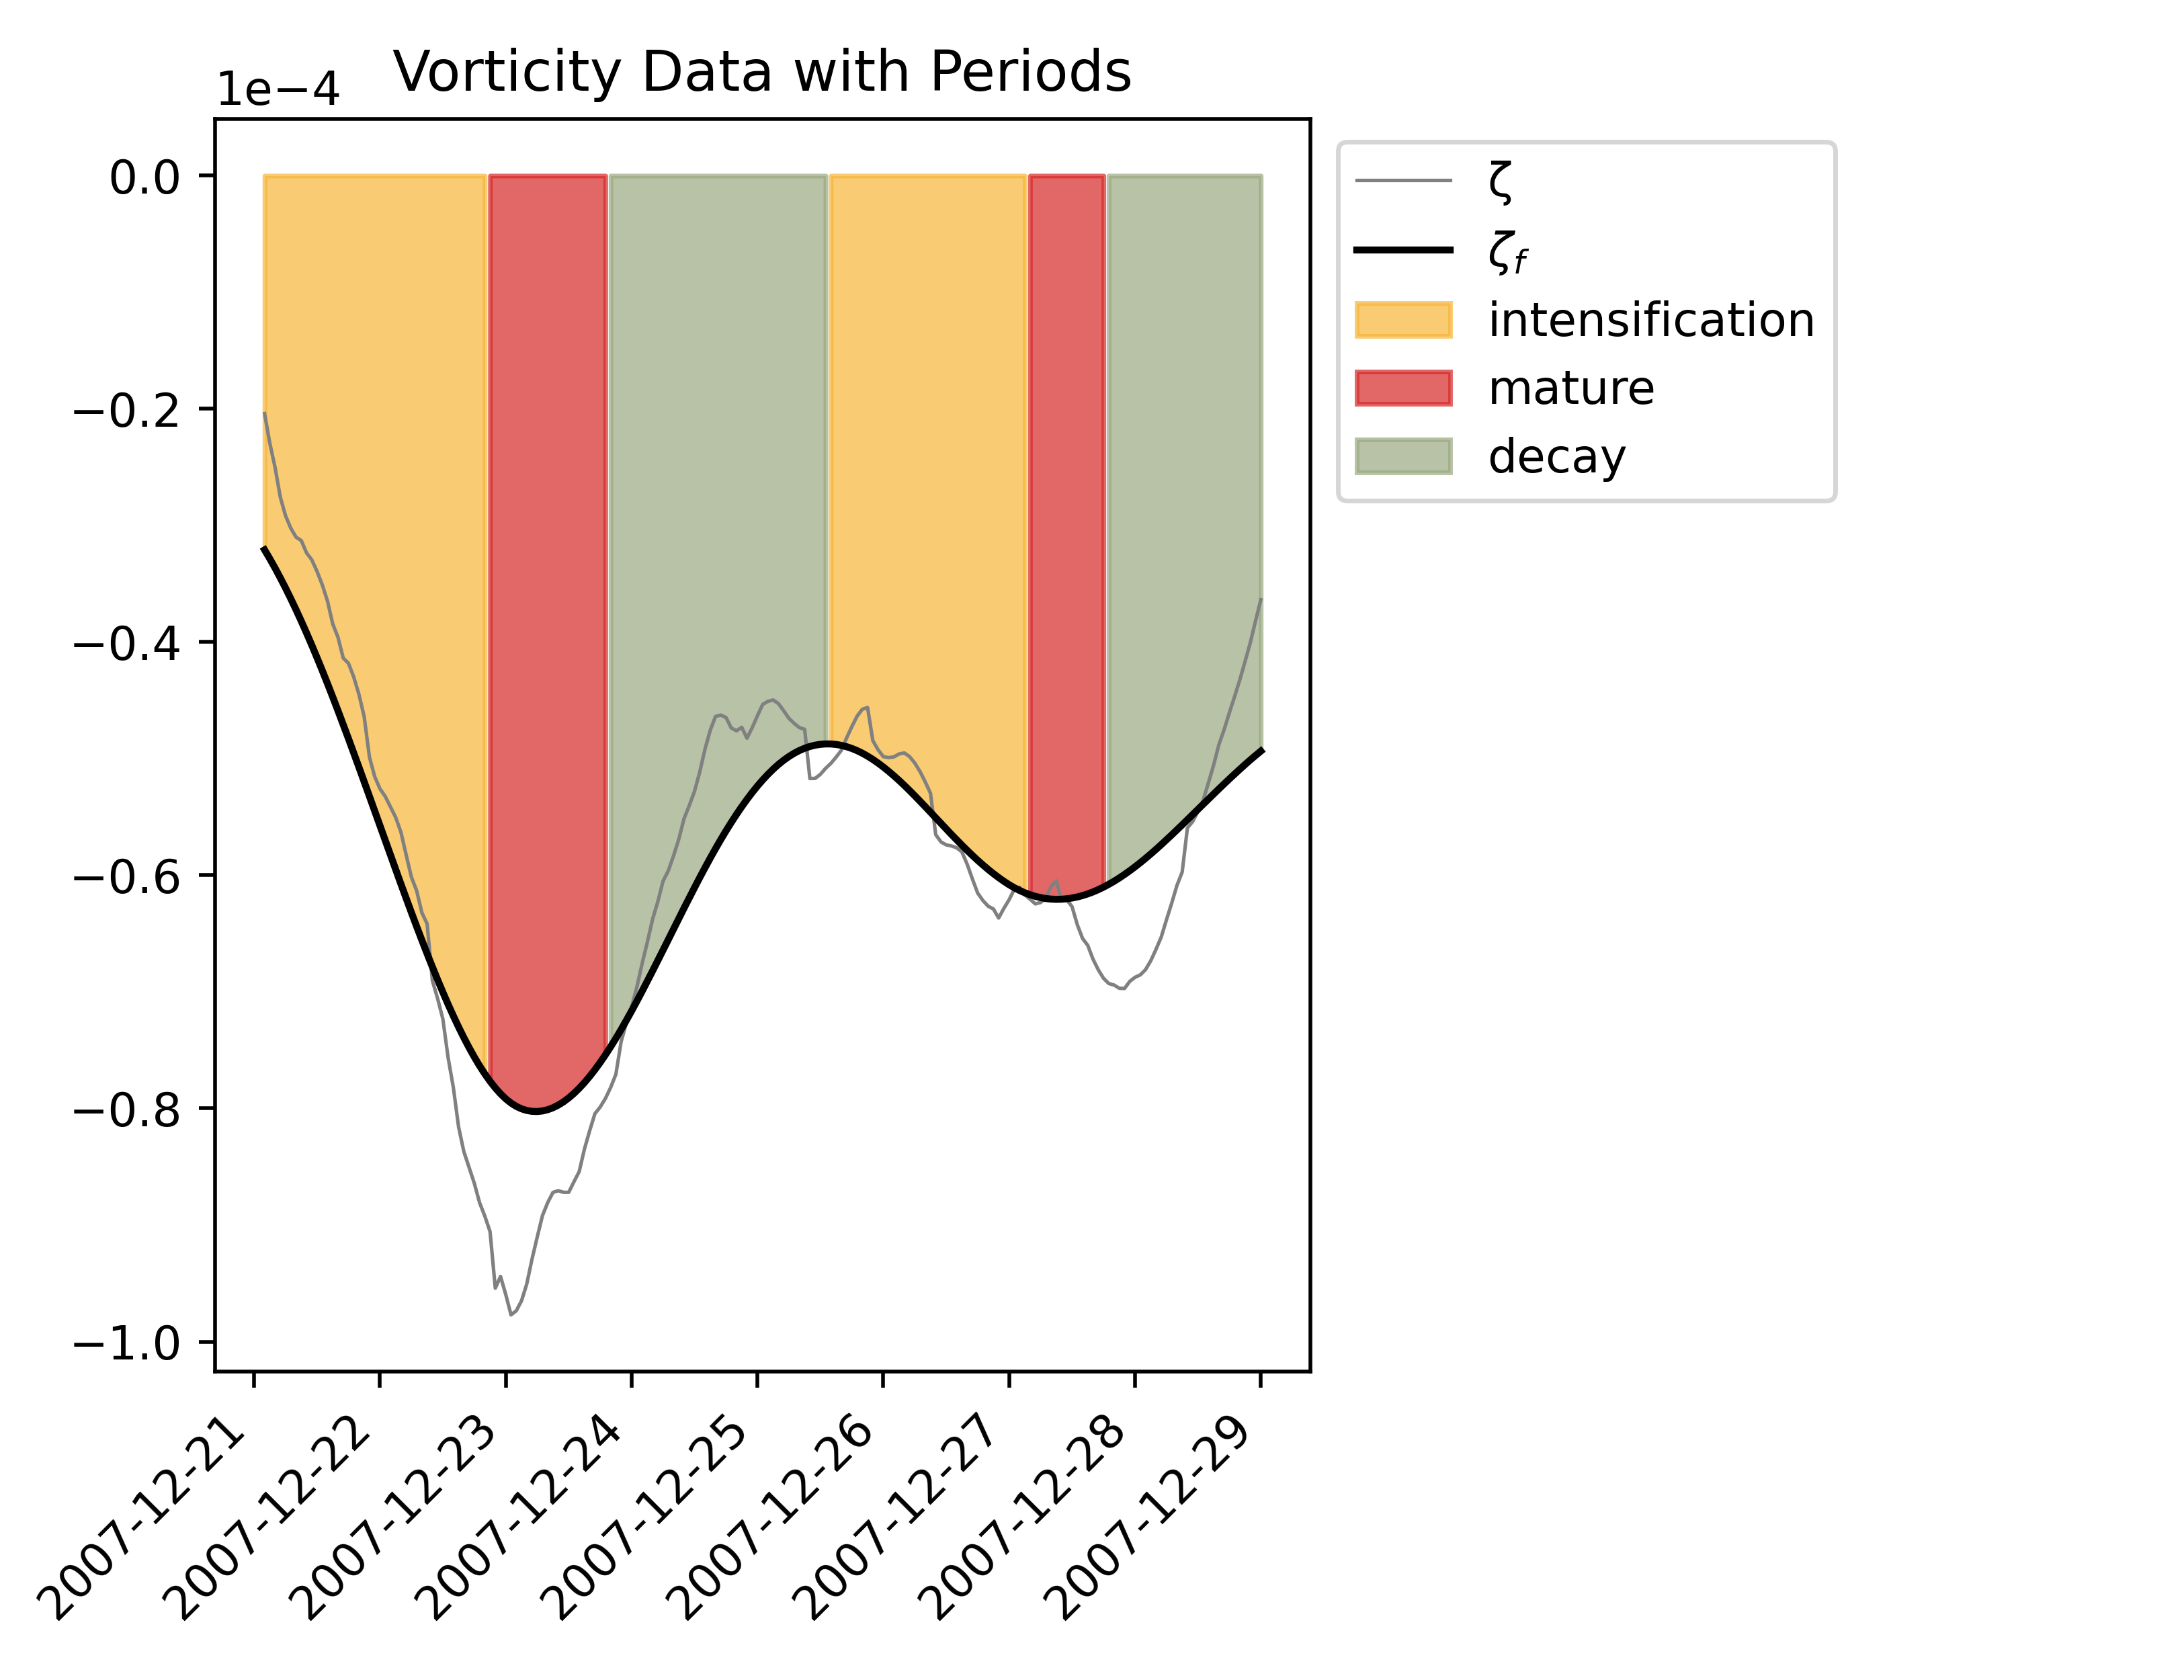 Vorticity Data with Periods
1e−4
0.0
−0.2
−0.4
−0.6
−0.8
−1.0
2007-12-21
2007-12-22
2007-12-23
2007-12-24
2007-12-25
2007-12-26
2007-12-27
2007-12-28
2007-12-29
ζ
ζf
intensification
mature
decay